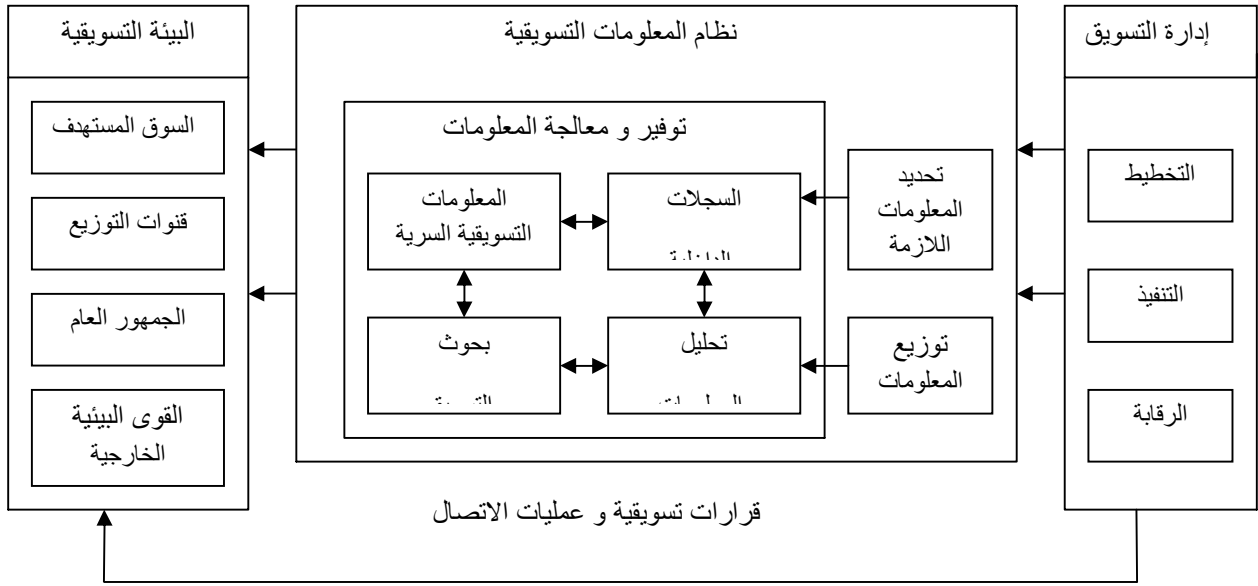 إدارة التسويق
التخطيط
التنفيذ
الرقابة
نظام المعلومات التسويقية
تحديد
المعلومات
اللازمة
توزيع
المعلومات
توفير و معالجة المعلومات
السجلات
المعلومات
التسويقية السرية
تحليل
بحوث
البيئة التسويقية
السوق المستهدف
قنوات التوزيع
الجمهور العام
القوى البيئية
الخارجية
قرارات تسويقية و عمليات الاتصال